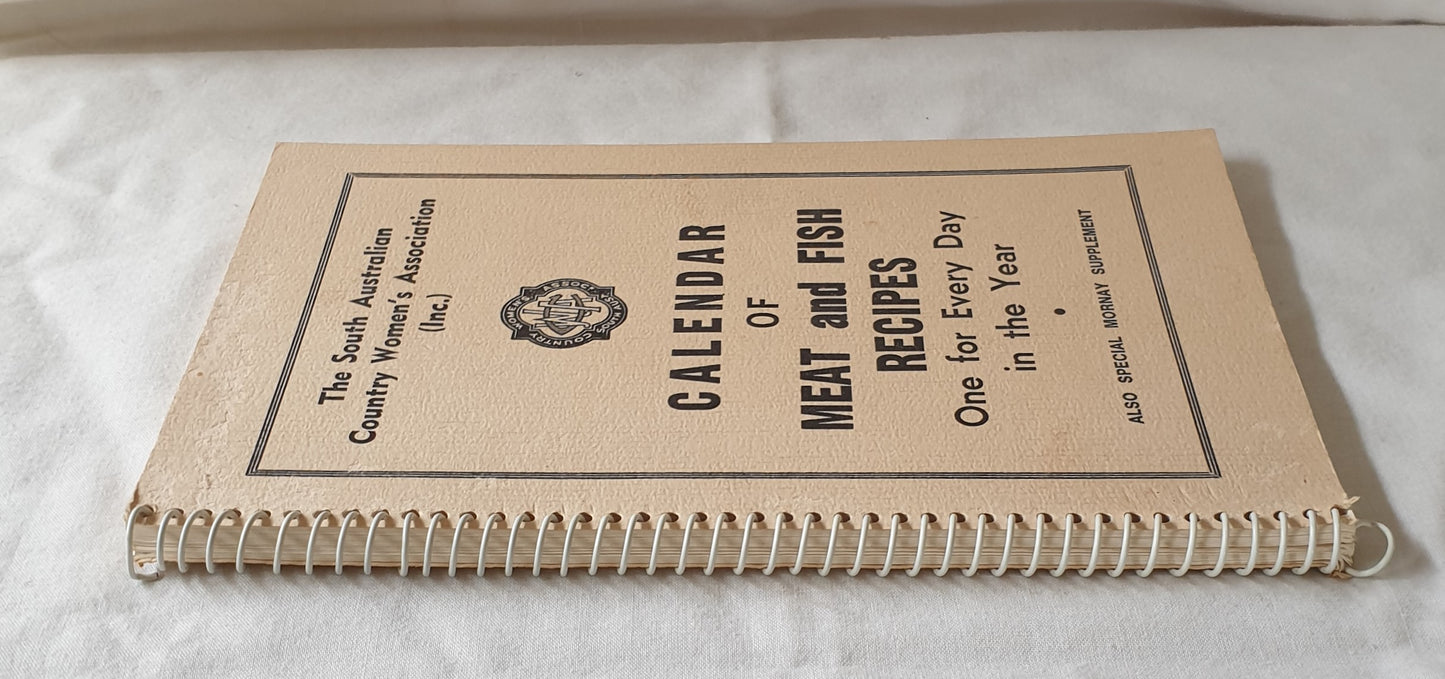 The South Australian
Country Women's Association
(Inc.)
CALENDAR
OF
MEAT and FISH
RECIPES
One for Every Day
in the Year
ALSO SPECIAL MORNAY SUPPLEMENT